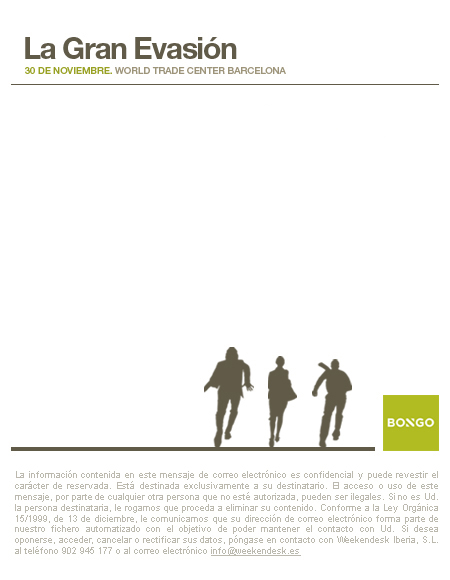 La Gran Evasión
30 DE NOVIEMBRE. WORLD TRADE CENTER BARCELONA
BONGO
La información contenida en este mensaje de correo electrónico es confidencial y puede revestir el
carácter de reservada. Está destinada exclusivamente a su destinatario. El acceso o uso de este
mensaje, por parte de cualquier otra persona que no esté autorizada, pueden ser ilegales. Si no es Ud.
la persona destinataria, le rogamos que proceda a eliminar su contenido. Conforme a la Ley Orgánica
15/1999, de 13 de diciembre, le comunicamos que su dirección de correo electrónico forma parte de
nuestro fichero automatizado con el objetivo de poder mantener el contacto con Ud. Si desea
oponerse, acceder, cancelar o rectificar sus datos, póngase en contacto con Weekendesk Iberia, S.L.
al teléfono 902 945 177 o al correo electrónico info@weekendesk.es